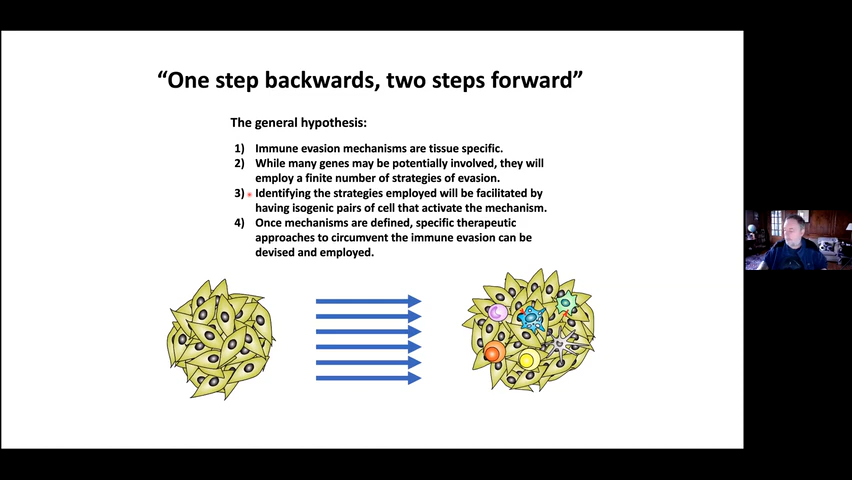 “One step backwards, two steps forward”
The general hypothesis:
1) Immune evasion mechanisms are tissue specific.
2) While many genes may be potentially involved, they will
employ a finite number of strategies of evasion.
3) Identifying the strategies employed will be facilitated by
having isogenic pairs of cell that activate the mechanism.
4) Once mechanisms are defined, specific therapeutic
approaches to circumvent the immune evasion can be
devised and employed.